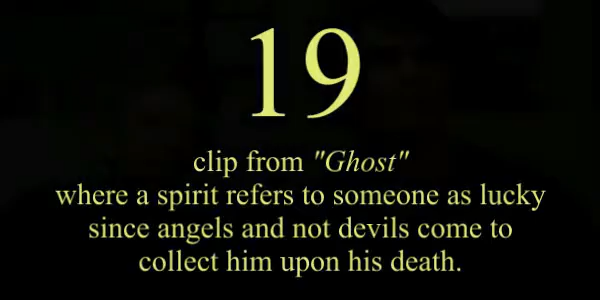 19
clip from "Ghost"
where a spirit refers to someone as lucky
since angels and not devils come to
collect him upon his death.